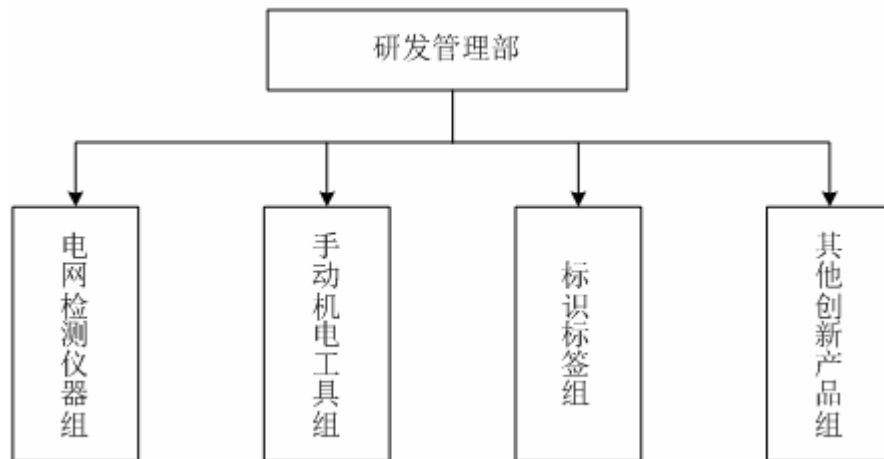 研发管理部
电网检测仪器组
手动机电工具组
标识标签组
其他创新产品组